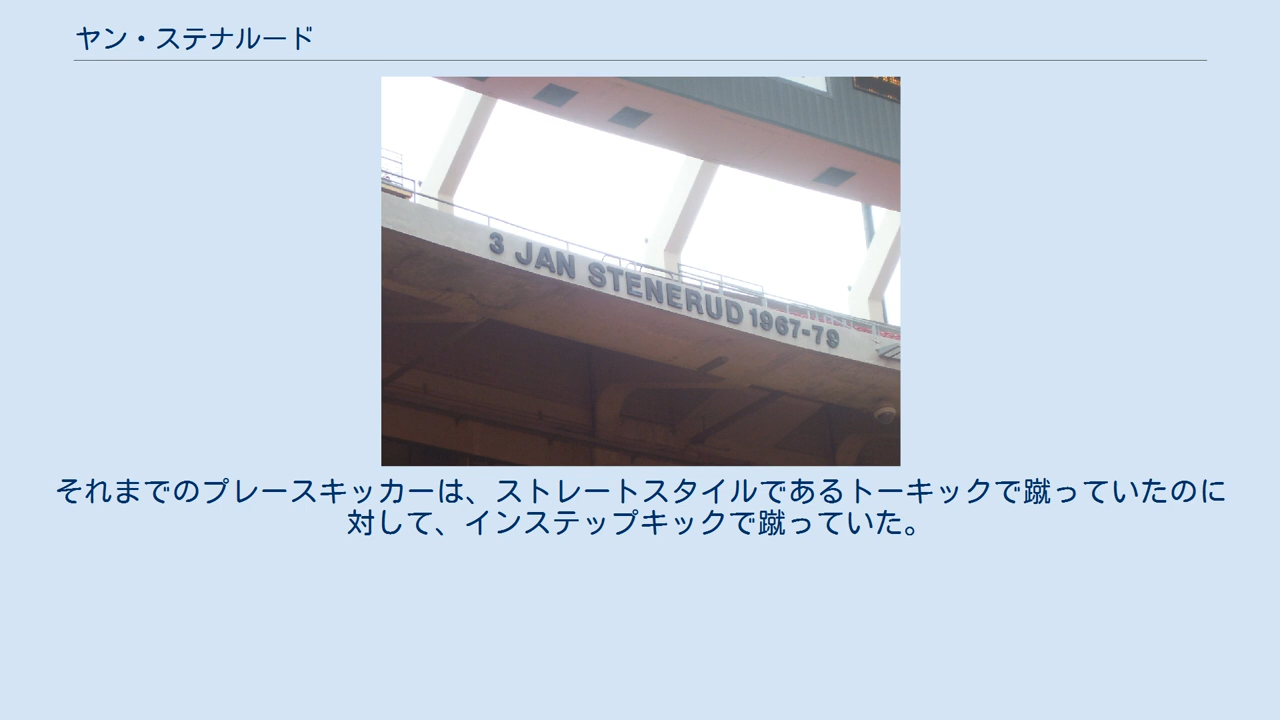 ヤン・ステナルード
3 JAN STENERUD 1967-79
それまでのプレースキッカーは、ストレートスタイルであるトーキックで蹴っていたのに
対して、インステップキックで蹴っていた。